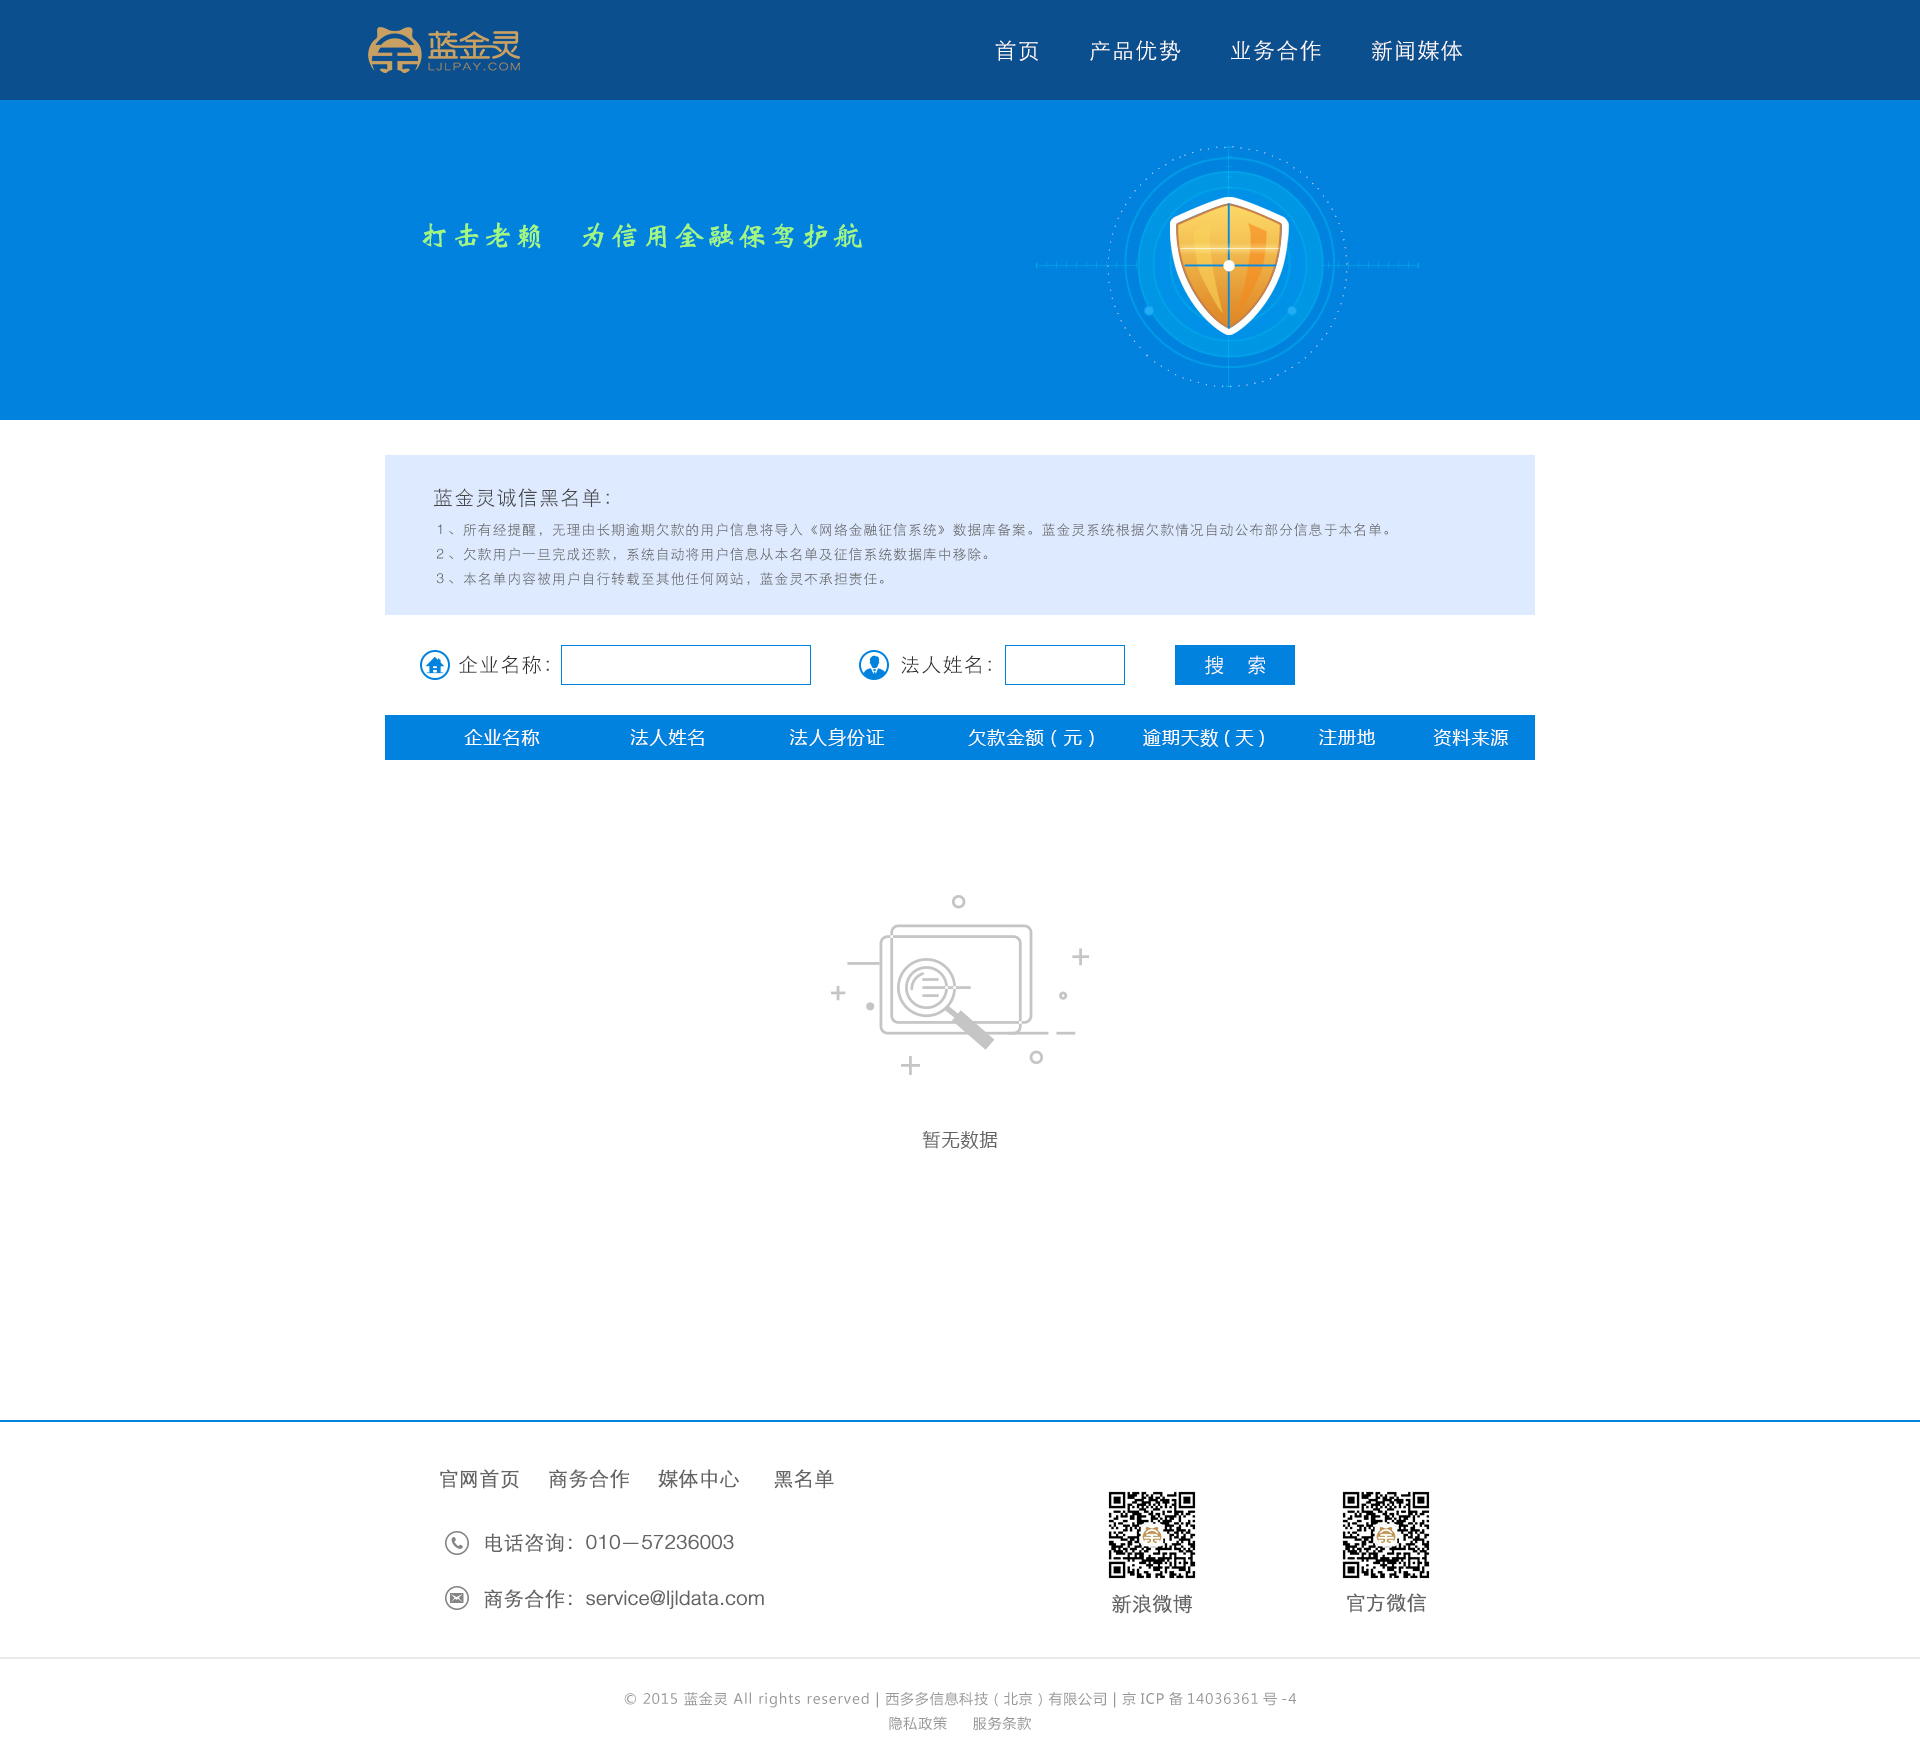 蓝金灵
LJLPAY.COM
首页 产品优势 业务合作 新闻媒体
打击老赖 为信用金融保驾护航
蓝金灵诚信黑名单：
1、所有经提醒，无理由长期逾期欠款的用户信息将导入《网络金融征信系统》数据库备案。蓝金灵系统根据欠款情况自动公布部分信息于本名单。
2、欠款用户一旦完成还款，系统自动将用户信息从本名单及征信系统数据库中移除。
3、本名单内容被用户自行转载至其他任何网站，蓝金灵不承担责任。
企业名称： 法人姓名： 搜 索
企业名称 法人姓名 法人身份证 欠款金额（元） 逾期天数（天） 注册地 资料来源
暂无数据
官网首页 商务合作 媒体中心 黑名单
电话咨询：010—57236003
商务合作：service@ljldata.com
新浪微博 官方微信
© 2015 蓝金灵 All rights reserved | 西多多信息科技（北京）有限公司 | 京 ICP 备 14036361 号 -4
隐私政策 服务条款